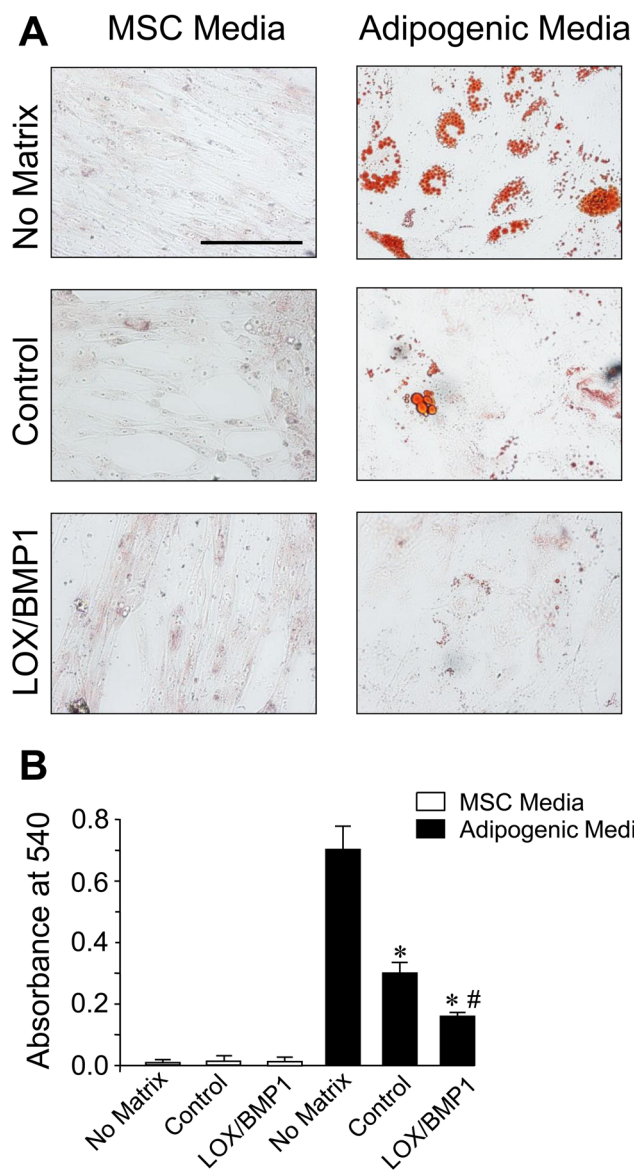 A
MSC Media
Adipogenic Media
No Matrix
Control
LOX/BMP1
B
MSC Media
Adipogenic Medi
Absorbance at 540
0.8
0.6
0.4
0.2
0.0
*
* #
No Matrix
Control
LOX/BMP1
No Matrix
Control
LOX/BMP1